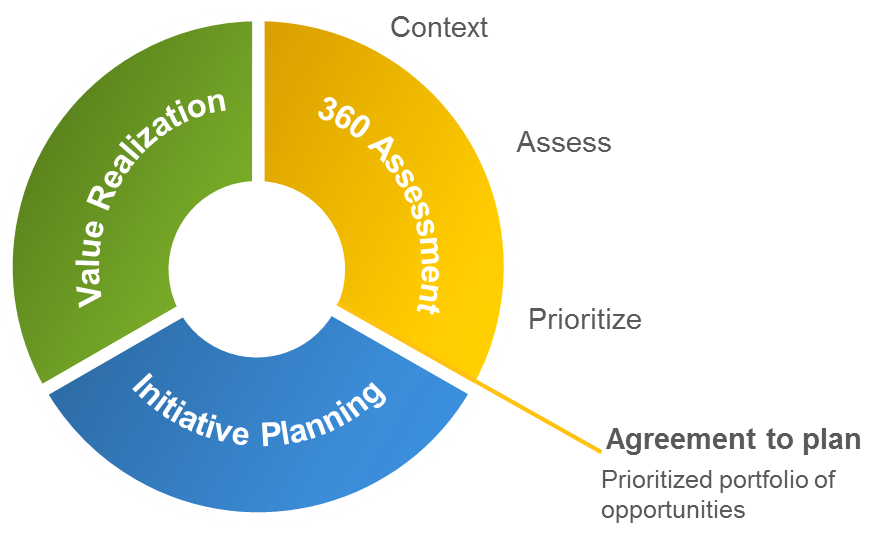 Context
360 Assessment
Value Realization
Assess
Prioritize
Initiative Planning
Agreement to plan
Prioritized portfolio of
opportunities